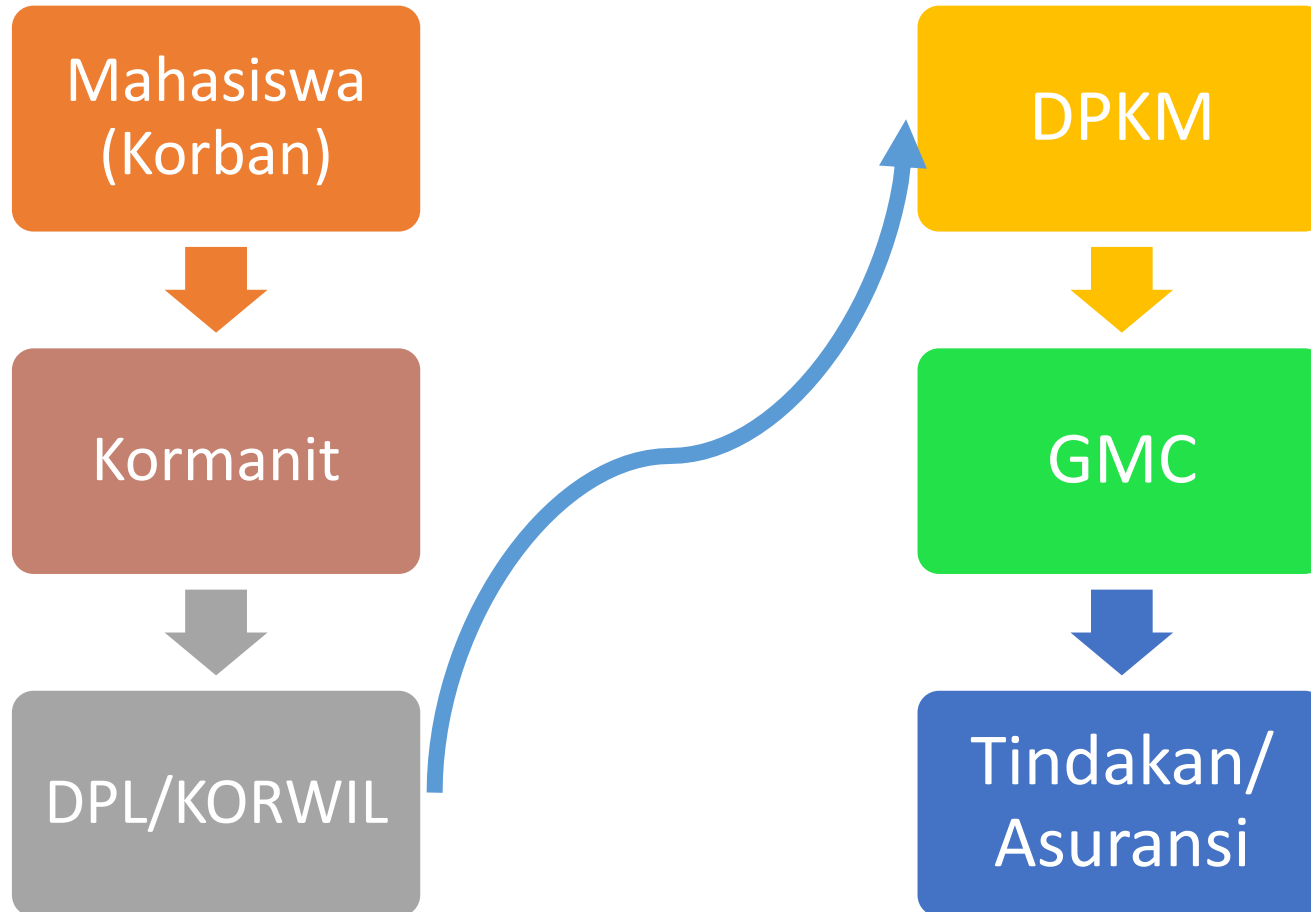 Mahasiswa
(Korban)
Kormanit
DPL/KORWIL
DPKM
GMC
Tindakan/
Asuransi